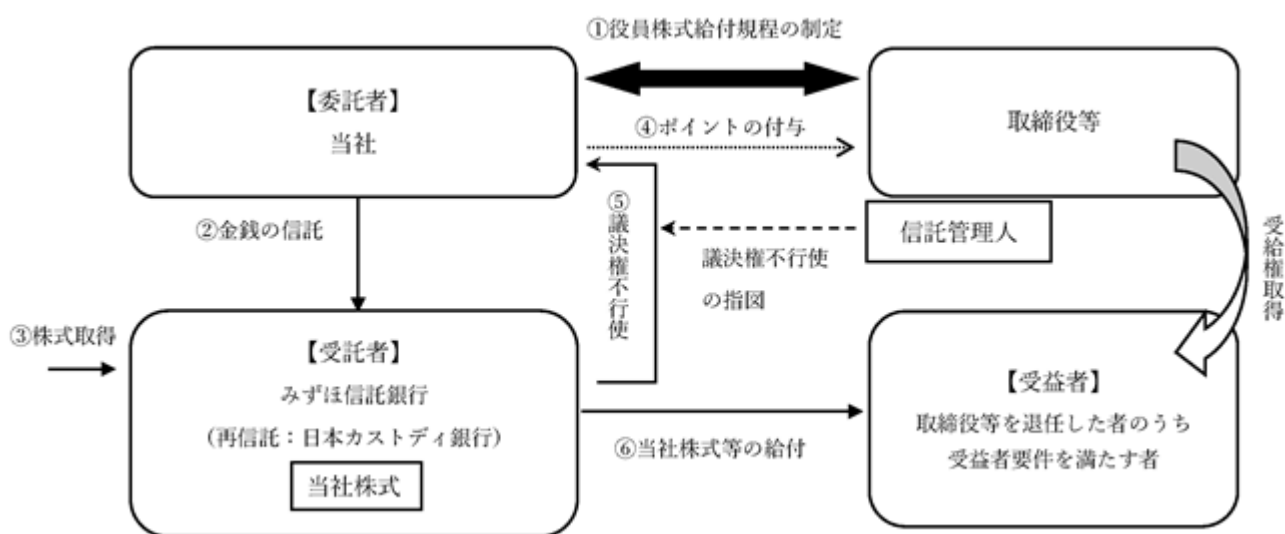 ①役員株式給付規程の制定
【委託者】
当社
取締役等
④ポイントの付与
②金銭の信託
⑤議決権不行使
信託管理人
議決権不行使
の指図
受給権取得
③株式取得
【受託者】
みずほ信託銀行
（再信託：日本カストディ銀行）
当社株式
⑥当社株式等の給付
【受益者】
取締役等を退任した者のうち
受益者要件を満たす者